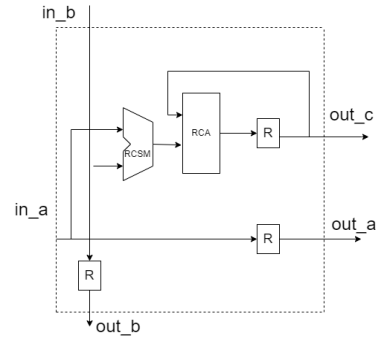 in_b
out_c
R
RCA
RCSM
in_a
out_a
R
R
out_b